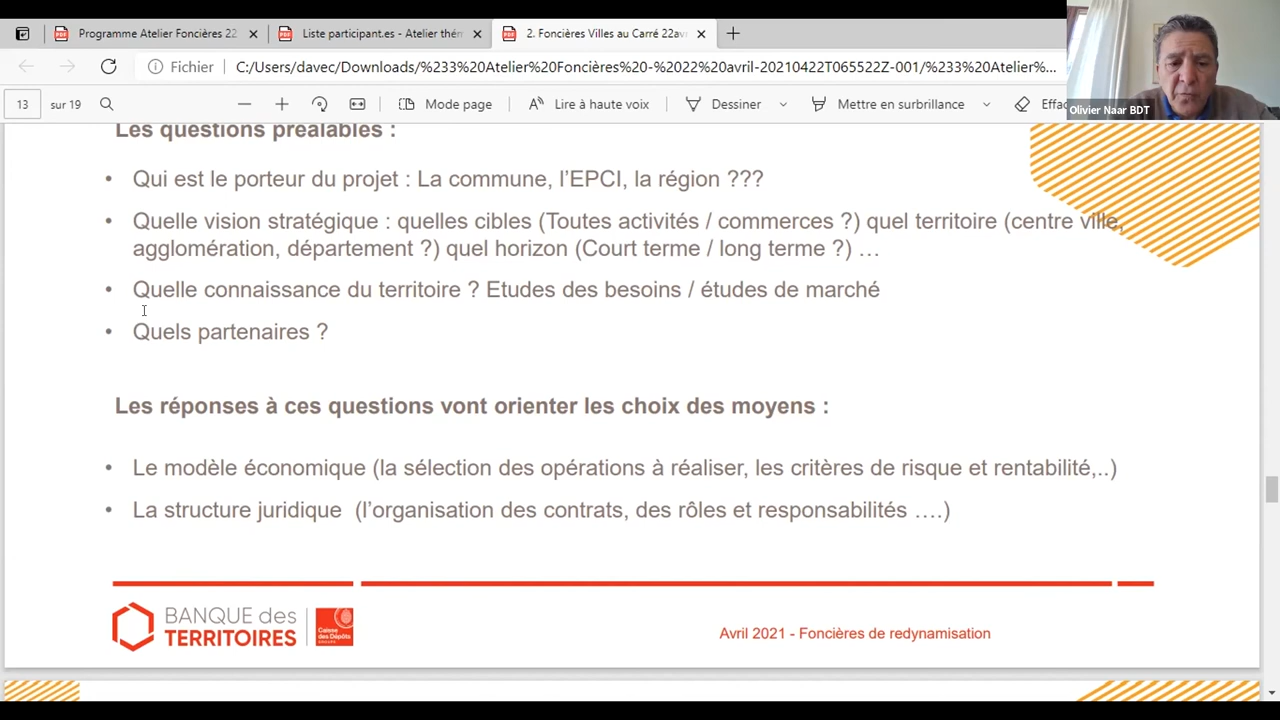 Programme Atelier Foncières 22
Liste participant.es - Atelier thém
2. Foncières Villes au Carré 22avr
Fichier
C:/Users/davec/Downloads/%233%20Atelier%20Foncières%20-%2022%20avril-20210422T065522Z-001/%233%20Atelier%...
13 sur 19
Mode page
Lire à haute voix
Dessiner
Mettre en surbrillance
Effac
Olivier Naar BDT
Les questions préalables :
• Qui est le porteur du projet : La commune, l’EPCI, la région ???
• Quelle vision stratégique : quelles cibles (Toutes activités / commerces ?) quel territoire (centre ville,
agglomération, département ?) quel horizon (Court terme / long terme ?) …
• Quelle connaissance du territoire ? Etudes des besoins / études de marché
• Quels partenaires ?
Les réponses à ces questions vont orienter les choix des moyens :
• Le modèle économique (la sélection des opérations à réaliser, les critères de risque et rentabilité,..)
• La structure juridique (l’organisation des contrats, des rôles et responsabilités ….)
BANQUE des
TERRITOIRES
Caisse
des Dépôts
GROUPE
Avril 2021 - Foncières de redynamisation